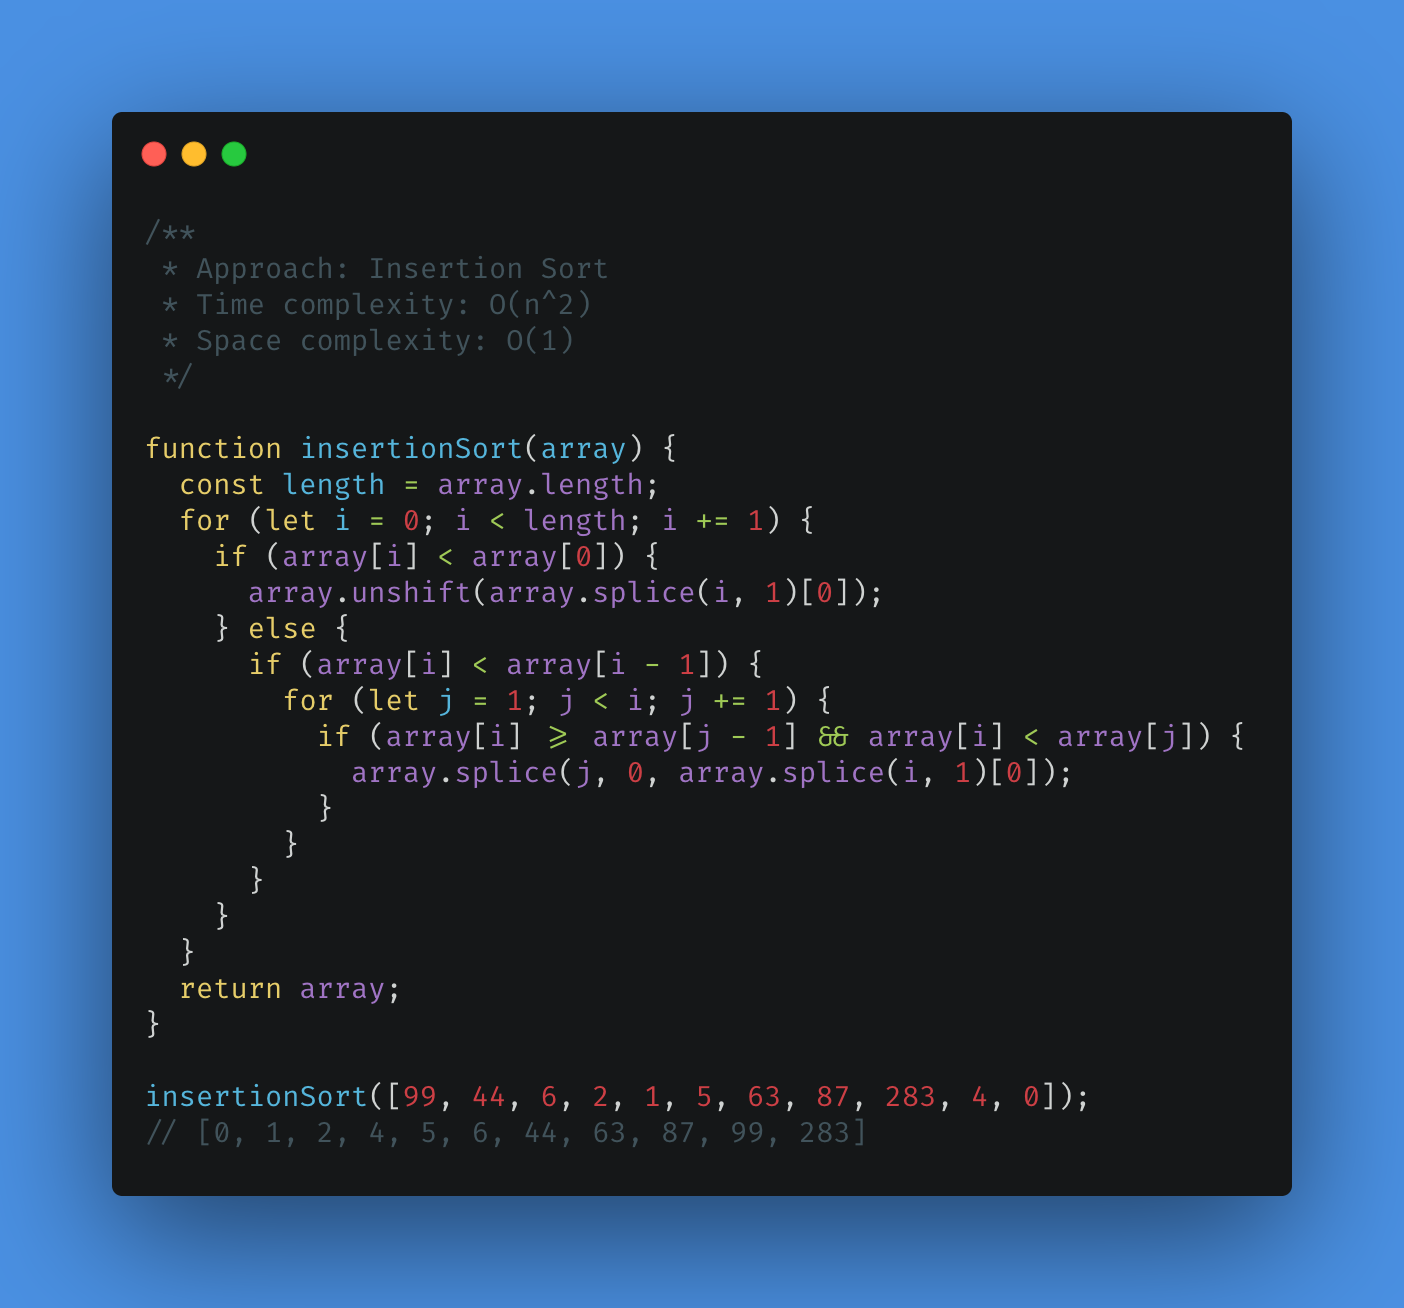 /**
 * Approach: Insertion Sort
 * Time complexity: O(n^2)
 * Space complexity: O(1)
 */

function insertionSort(array) {
  const length = array.length;
  for (let i = 0; i < length; i += 1) {
    if (array[i] < array[0]) {
      array.unshift(array.splice(i, 1)[0]);
    } else {
      if (array[i] < array[i - 1]) {
        for (let j = 1; j < i; j += 1) {
          if (array[i] >= array[j - 1] && array[i] < array[j]) {
            array.splice(j, 0, array.splice(i, 1)[0]);
          }
        }
      }
    }
  }
  return array;
}

insertionSort([99, 44, 6, 2, 1, 5, 63, 87, 283, 4, 0]);
// [0, 1, 2, 4, 5, 6, 44, 63, 87, 99, 283]